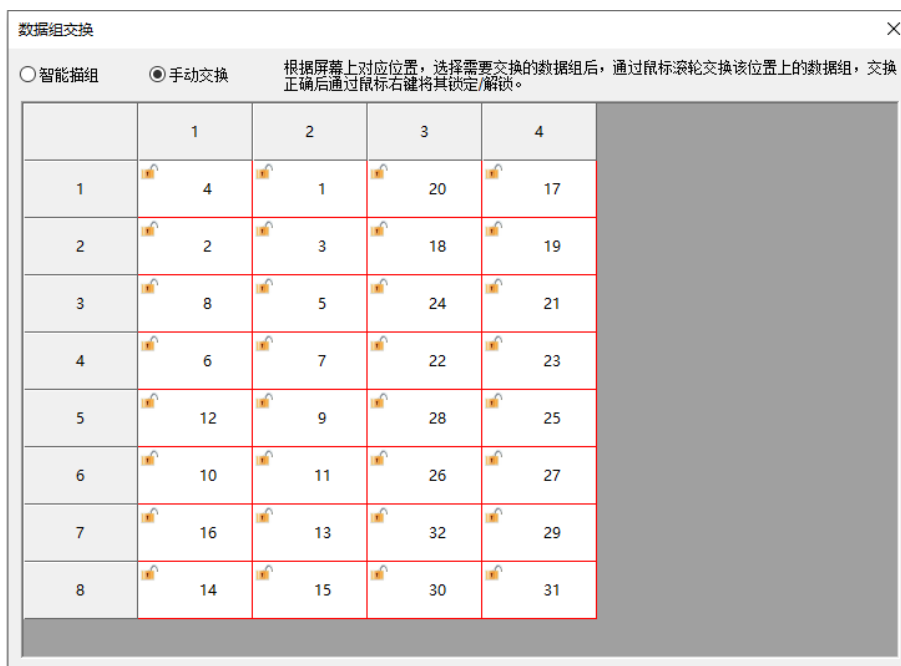 数据组交换
智能描组 手动交换 根据屏幕上对应位置，选择需要交换的数据组后，通过鼠标滚轮交换该位置上的数据组，交换
正确后通过鼠标右键将其锁定/解锁。
1 2 3 4
1 4 1 20 17
2 2 3 18 19
3 8 5 24 21
4 6 7 22 23
5 12 9 28 25
6 10 11 26 27
7 16 13 32 29
8 14 15 30 31